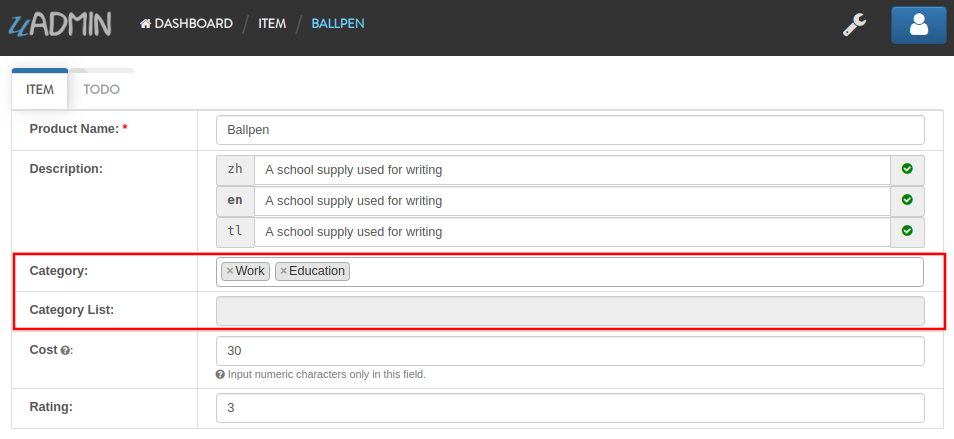 uADMIN DASHBOARD / ITEM / BALLPEN
ITEM TODO
Product Name: * Ballpen
Description: zh A school supply used for writing
en A school supply used for writing
tl A school supply used for writing
Category: ×Work ×Education
Category List:
Cost ?: 30
? Input numeric characters only in this field.
Rating: 3